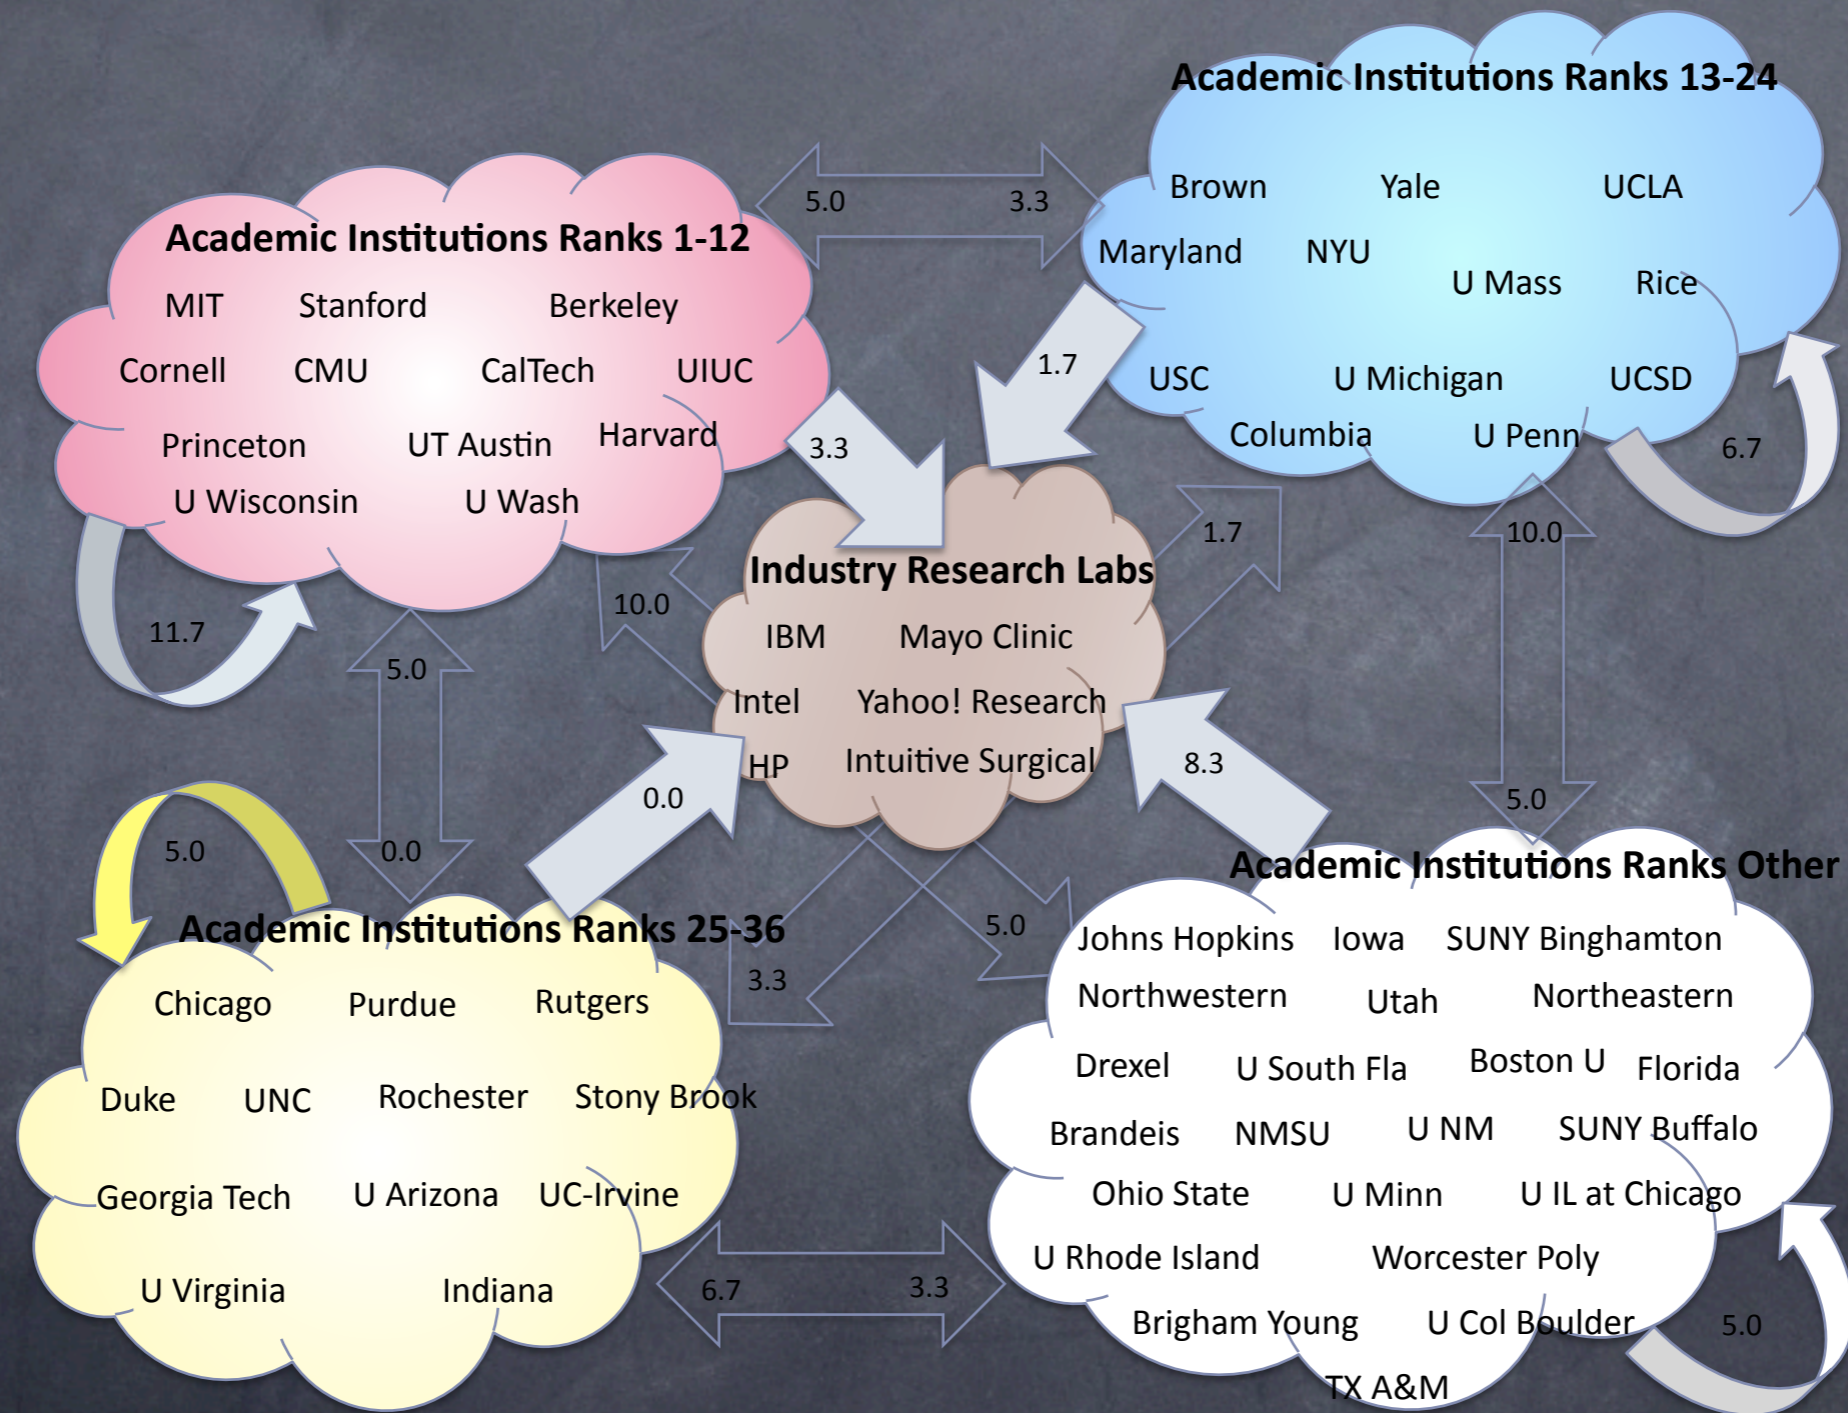 Academic Institutions Ranks 13-24
Brown Yale UCLA
Maryland NYU
U Mass Rice
USC U Michigan UCSD
Columbia U Penn
6.7
5.0 3.3
Academic Institutions Ranks 1-12
MIT Stanford Berkeley
Cornell CMU CalTech UIUC
Princeton UT Austin Harvard
U Wisconsin U Wash
11.7
3.3
1.7
1.7
10.0
10.0
5.0
5.0
0.0
Industry Research Labs
IBM Mayo Clinic
Intel Yahoo! Research
HP Intuitive Surgical
0.0
8.3
5.0
3.3
5.0
Academic Institutions Ranks 25-36
Chicago Purdue Rutgers
Duke UNC Rochester Stony Brook
Georgia Tech U Arizona UC-Irvine
U Virginia Indiana
6.7 3.3
Academic Institutions Ranks Other
Johns Hopkins Iowa SUNY Binghamton
Northwestern Utah Northeastern
Drexel U South Fla Boston U Florida
Brandeis NMSU U NM SUNY Buffalo
Ohio State U Minn U IL at Chicago
U Rhode Island Worcester Poly
Brigham Young U Col Boulder
TX A&M
5.0